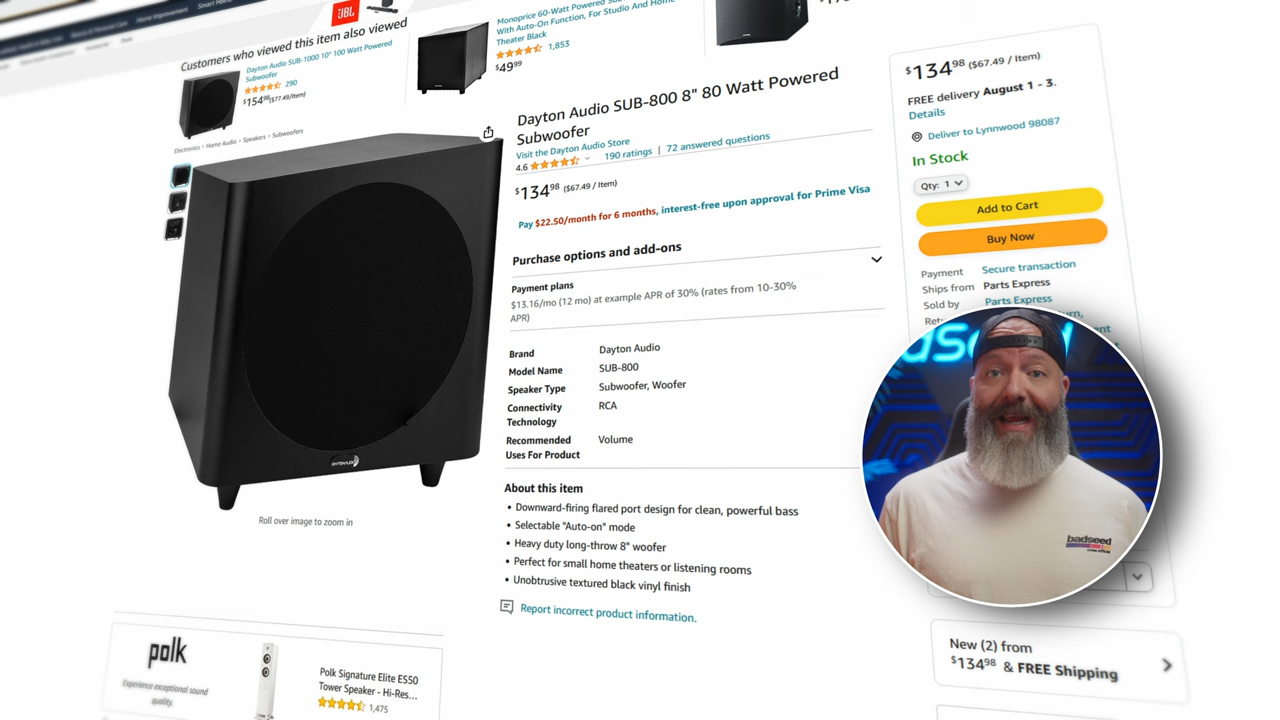 Home Improvement
JBL
Customers who viewed this item also viewed
Dayton Audio SUB-1000 10" 100 Watt Powered
Subwoofer
290
$154⁹⁸($77.49/Item)
Monoprice 60-Watt Powered
With Auto-On Function, For Studio And Home
Theater Black
1,853
$49⁹⁹
Electronics › Home Audio › Speakers › Subwoofers
DAYTON AUDIO
Roll over image to zoom in
Dayton Audio SUB-800 8" 80 Watt Powered
Subwoofer
Visit the Dayton Audio Store
4.6
190 ratings | 72 answered questions
$134⁹⁸ ($67.49 / Item)
Pay $22.50/month for 6 months, interest-free upon approval for Prime Visa
Purchase options and add-ons
Payment plans
$13.16/mo (12 mo) at example APR of 30% (rates from 10-30%
APR)
Brand Dayton Audio
Model Name SUB-800
Speaker Type Subwoofer, Woofer
Connectivity RCA
Technology
Recommended Volume
Uses For Product
About this item
• Downward-firing flared port design for clean, powerful bass
• Selectable "Auto-on" mode
• Heavy duty long-throw 8" woofer
• Perfect for small home theaters or listening rooms
• Unobtrusive textured black vinyl finish
Report incorrect product information.
$134⁹⁸ ($67.49 / Item)
FREE delivery August 1 - 3.
Details
Deliver to Lynnwood 98087
In Stock
Qty: 1
Add to Cart
Buy Now
Payment Secure transaction
Ships from Parts Express
Sold by Parts Express
badseed
New (2) from
$134⁹⁸ & FREE Shipping
polk
Experience exceptional sound
quality.
Polk Signature Elite ES50
Tower Speaker - Hi-Res...
1,475